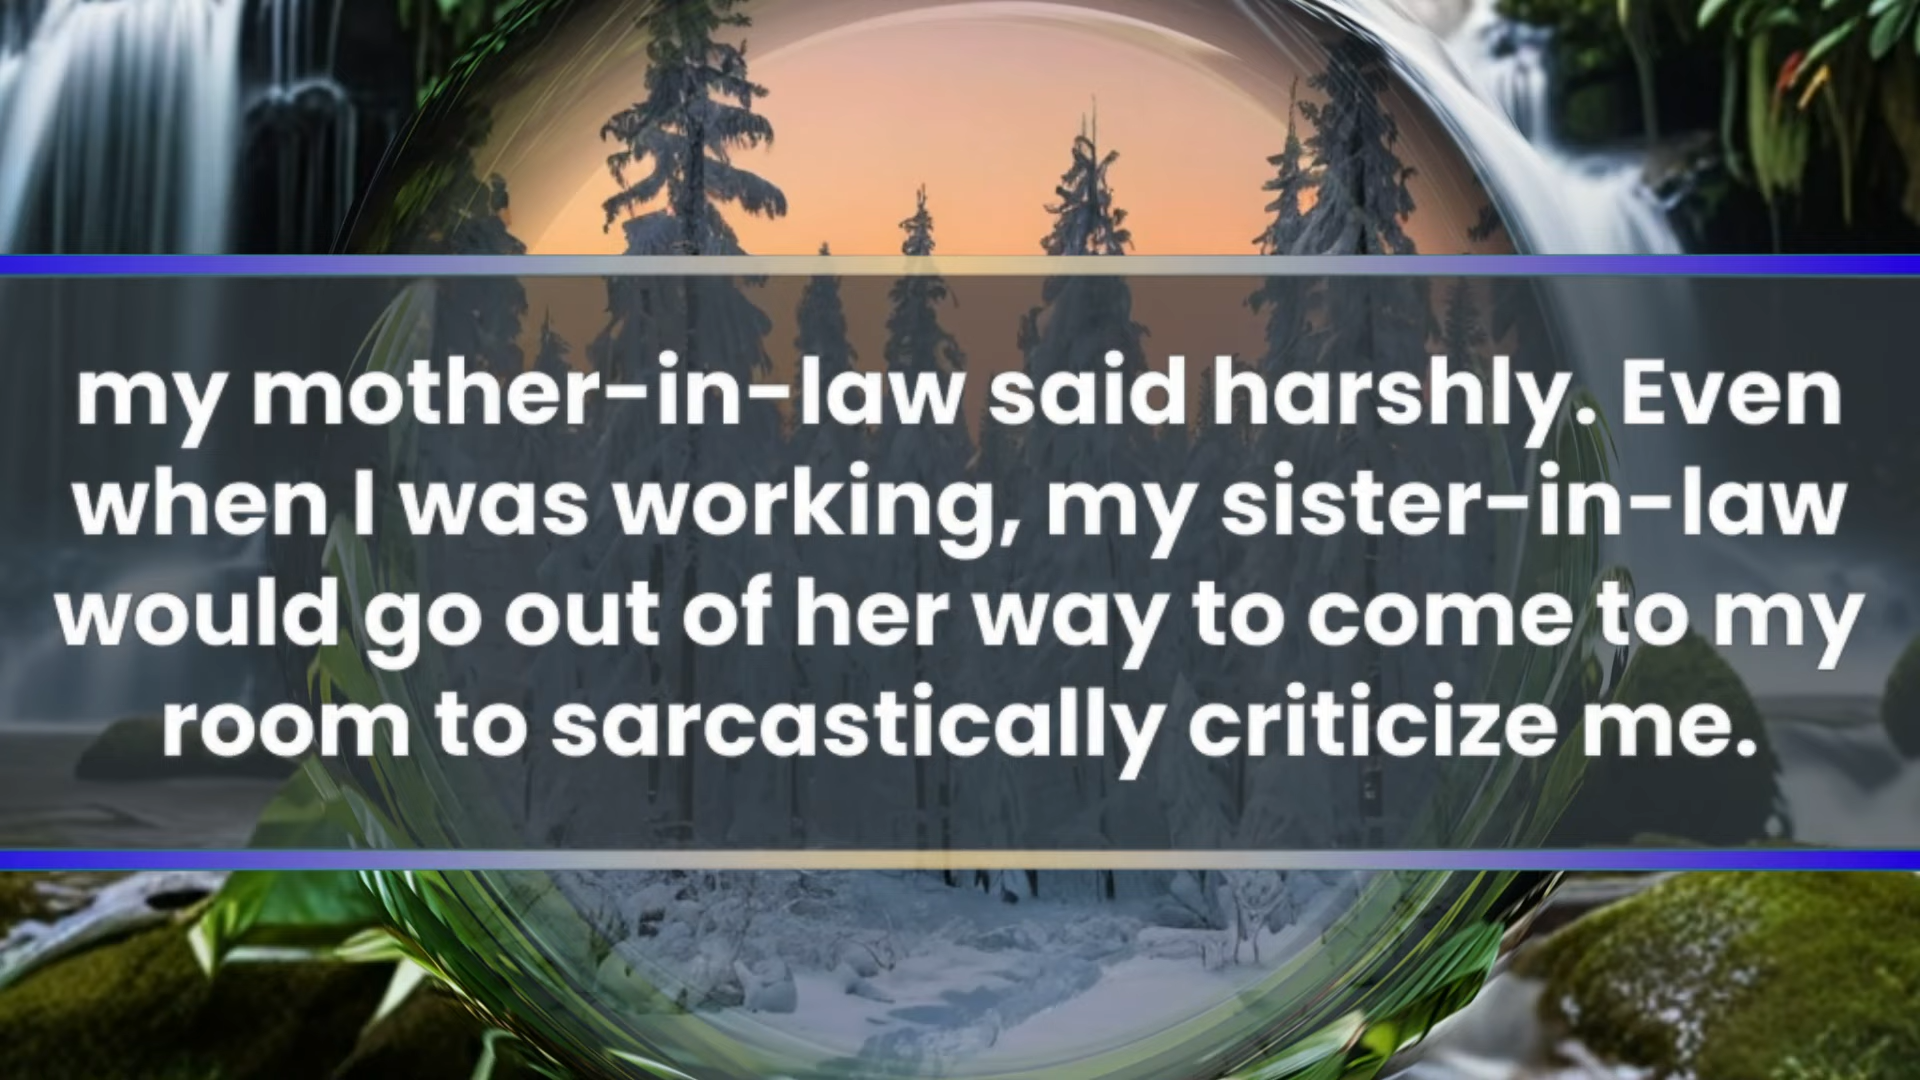 my mother-in-law said harshly. Even
when I was working, my sister-in-law
would go out of her way to come to my
room to sarcastically criticize me.